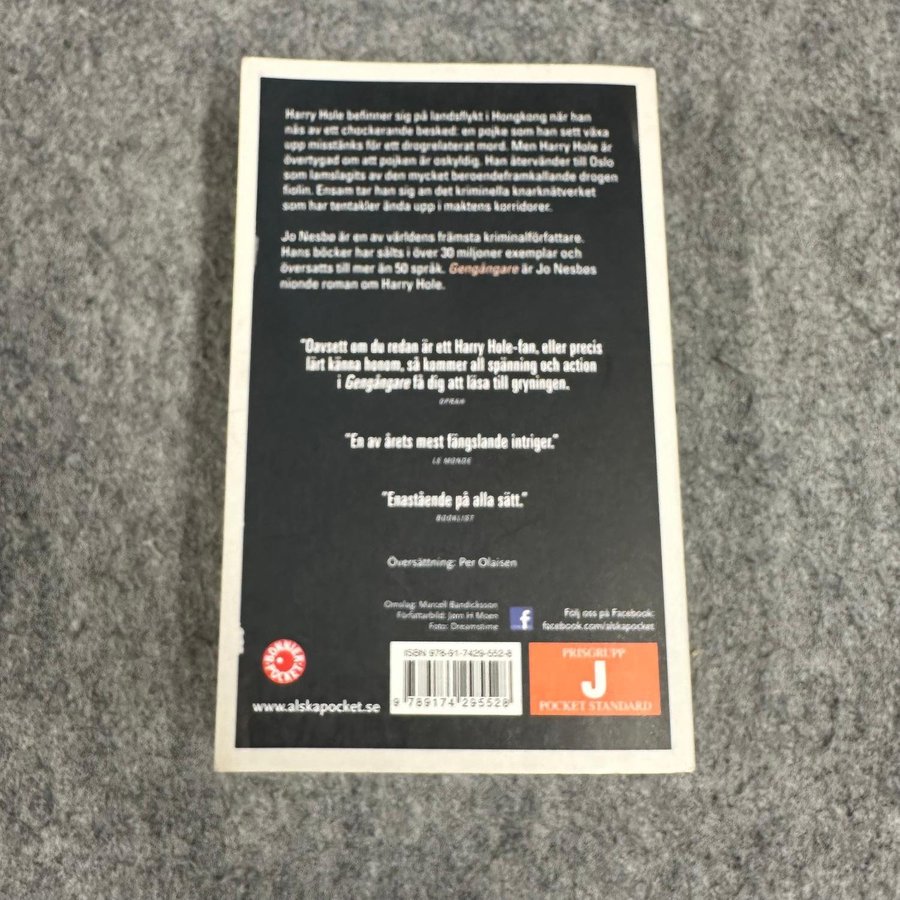 Harry Hole befinner sig på landsflykt i Hongkong när han
nås av ett chockerande besked: en pojke som han sett växa
upp misstänks för ett drogrelaterat mord. Men Harry Hole är
övertygad om att pojken är oskyldig. Han återvänder till Oslo
som lamslagits av den mycket beroendeframkallande drogen
fiolin. Ensam tar han sig an det kriminella knarknätverket
som har tentakler ända upp i maktens korridorer.
Jo Nesbø är en av världens främsta kriminalförfattare.
Hans böcker har sålts i över 30 miljoner exemplar och
översatts till mer än 50 språk. Gengångare är Jo Nesbøs
nionde roman om Harry Hole.
"Oavsett om du redan är ett Harry Hole-fan, eller precis
lärt känna honom, så kommer all spänning och action
i Gengångare få dig att läsa till gryningen.
OPRAH
"En av årets mest fängslande intriger."
LE MONDE
"Enastående på alla sätt."
BOOKLIST
Översättning: Per Olaisen
Omslag: Marcell Bandicksson
Författarbild: Jørn H Moen
Foto: Dreamstime
f
Följ oss på Facebook:
facebook.com/alskapocket
BONNIER POCKET
www.alskapocket.se
ISBN 978-91-7429-552-8
9 789174 295528
PRISGRUPP
J
POCKET STANDARD